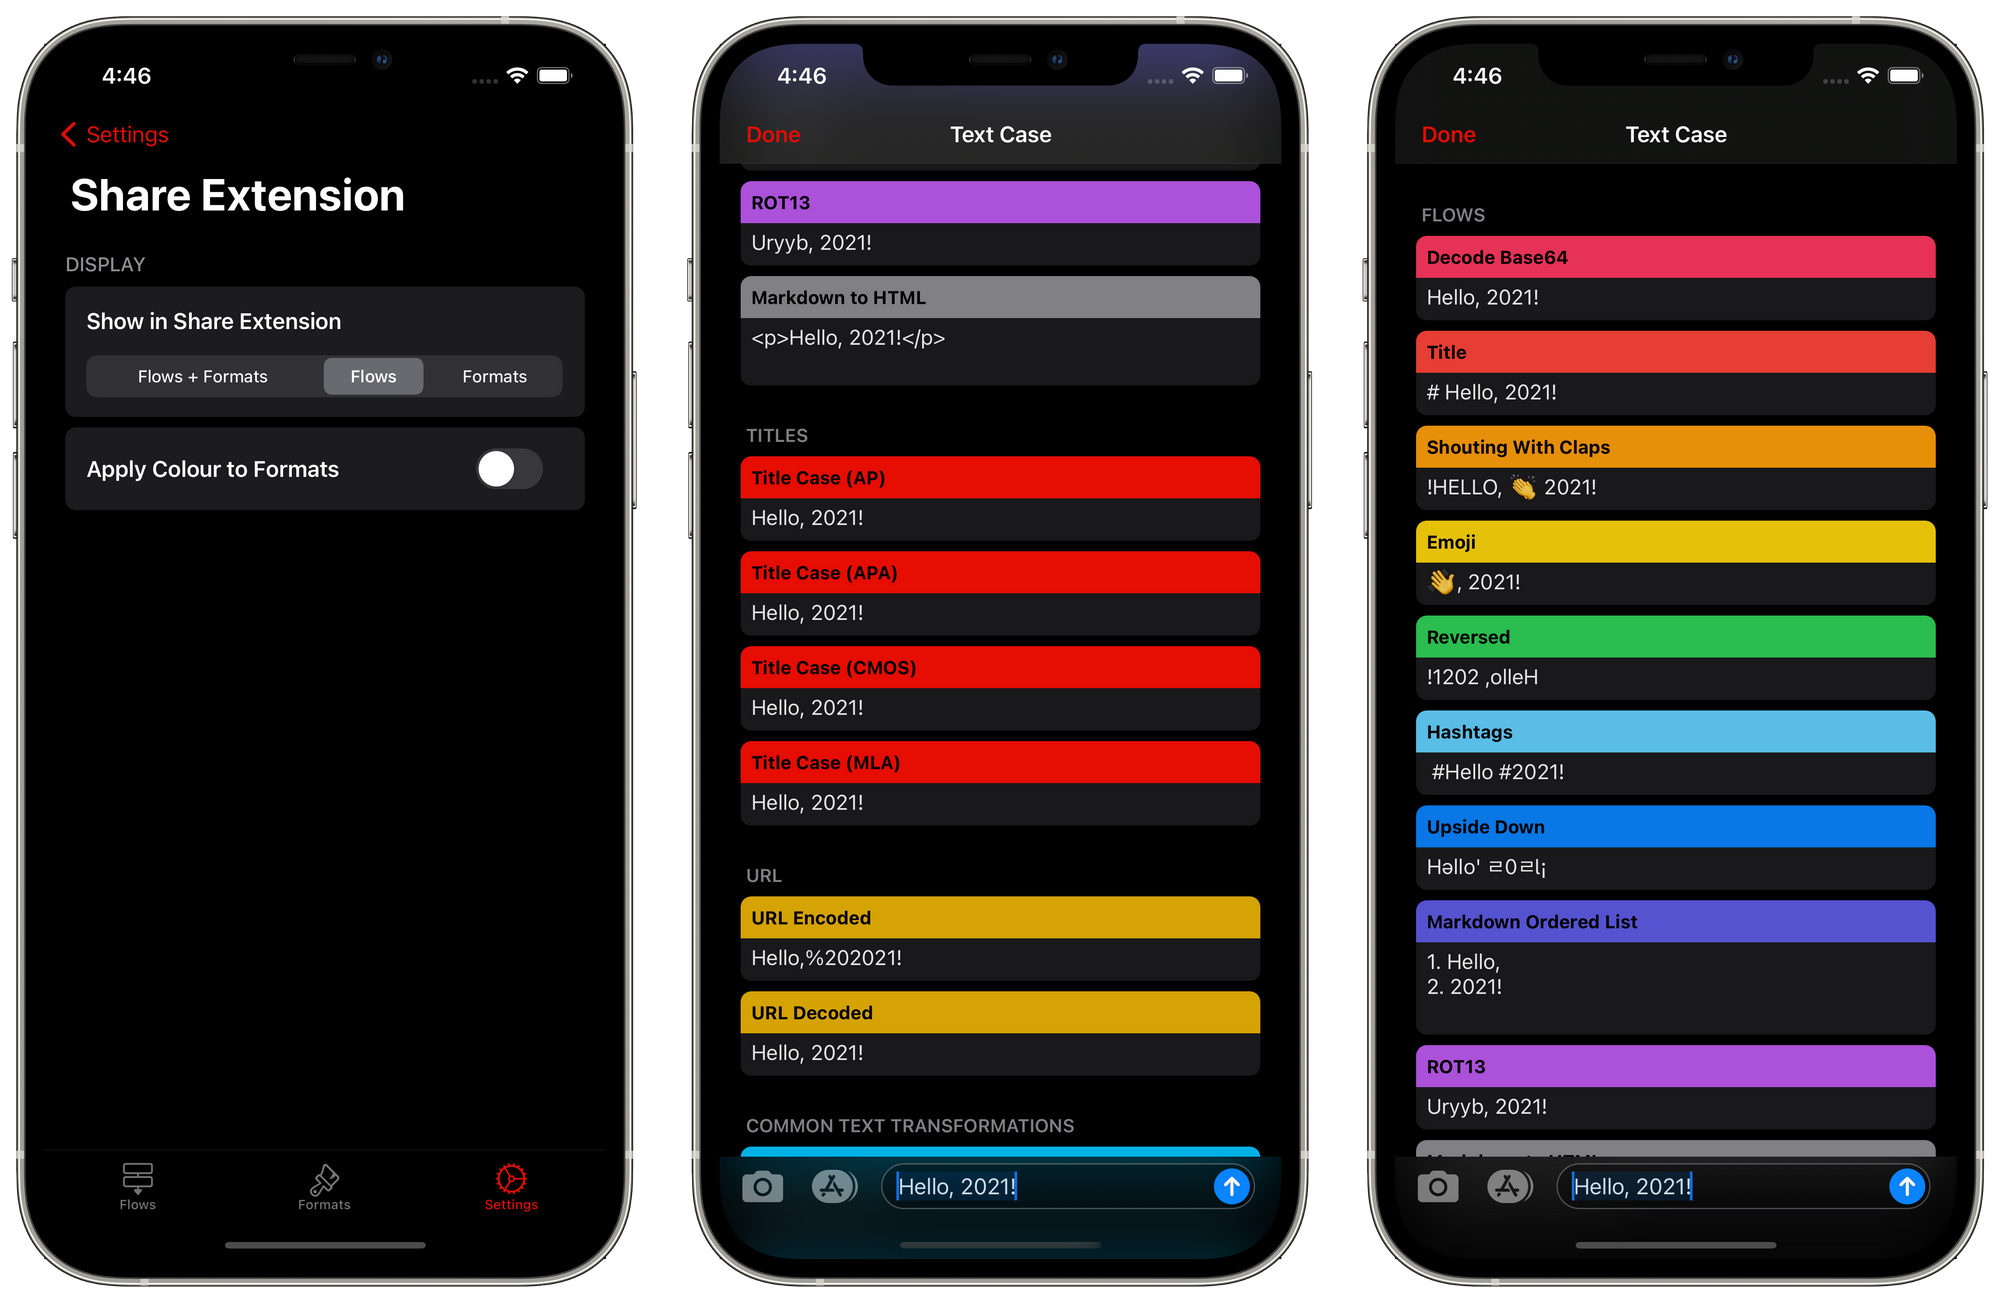 4:46
Settings
Share Extension
DISPLAY
Show in Share Extension
Flows + Formats Flows Formats
Apply Colour to Formats
Flows Formats Settings
4:46
Done Text Case
ROT13
Uryyb, 2021!
Markdown to HTML
<p>Hello, 2021!</p>
TITLES
Title Case (AP)
Hello, 2021!
Title Case (APA)
Hello, 2021!
Title Case (CMOS)
Hello, 2021!
Title Case (MLA)
Hello, 2021!
URL
URL Encoded
Hello,%202021!
URL Decoded
Hello, 2021!
COMMON TEXT TRANSFORMATIONS
Hello, 2021!
4:46
Done Text Case
FLOWS
Decode Base64
Hello, 2021!
Title
# Hello, 2021!
Shouting With Claps
!HELLO, 👏 2021!
Emoji
👋, 2021!
Reversed
!1202 ,olleH
Hashtags
#Hello #2021!
Upside Down
Hǝllo' ㄹ0ㄹl¡
Markdown Ordered List
1. Hello,
2. 2021!
ROT13
Uryyb, 2021!
Hello, 2021!